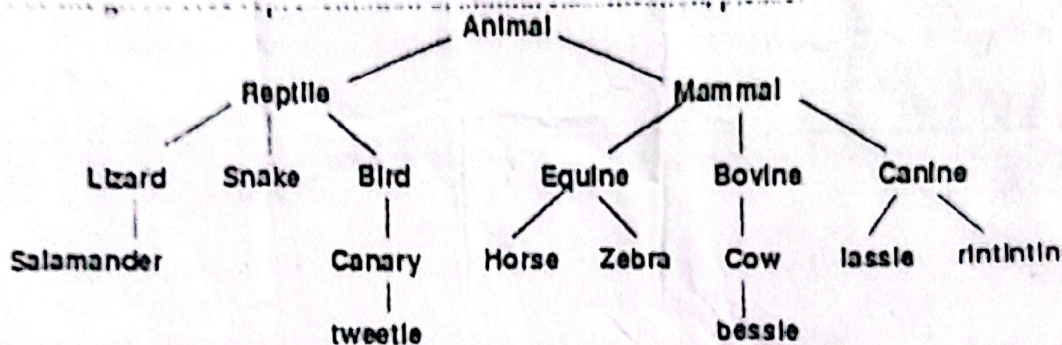 Animal
Reptile Mammal
Lizard Snake Bird Equine Bovine Canine
Salamander Canary Horse Zebra Cow lassie rintintin
tweetie bessie